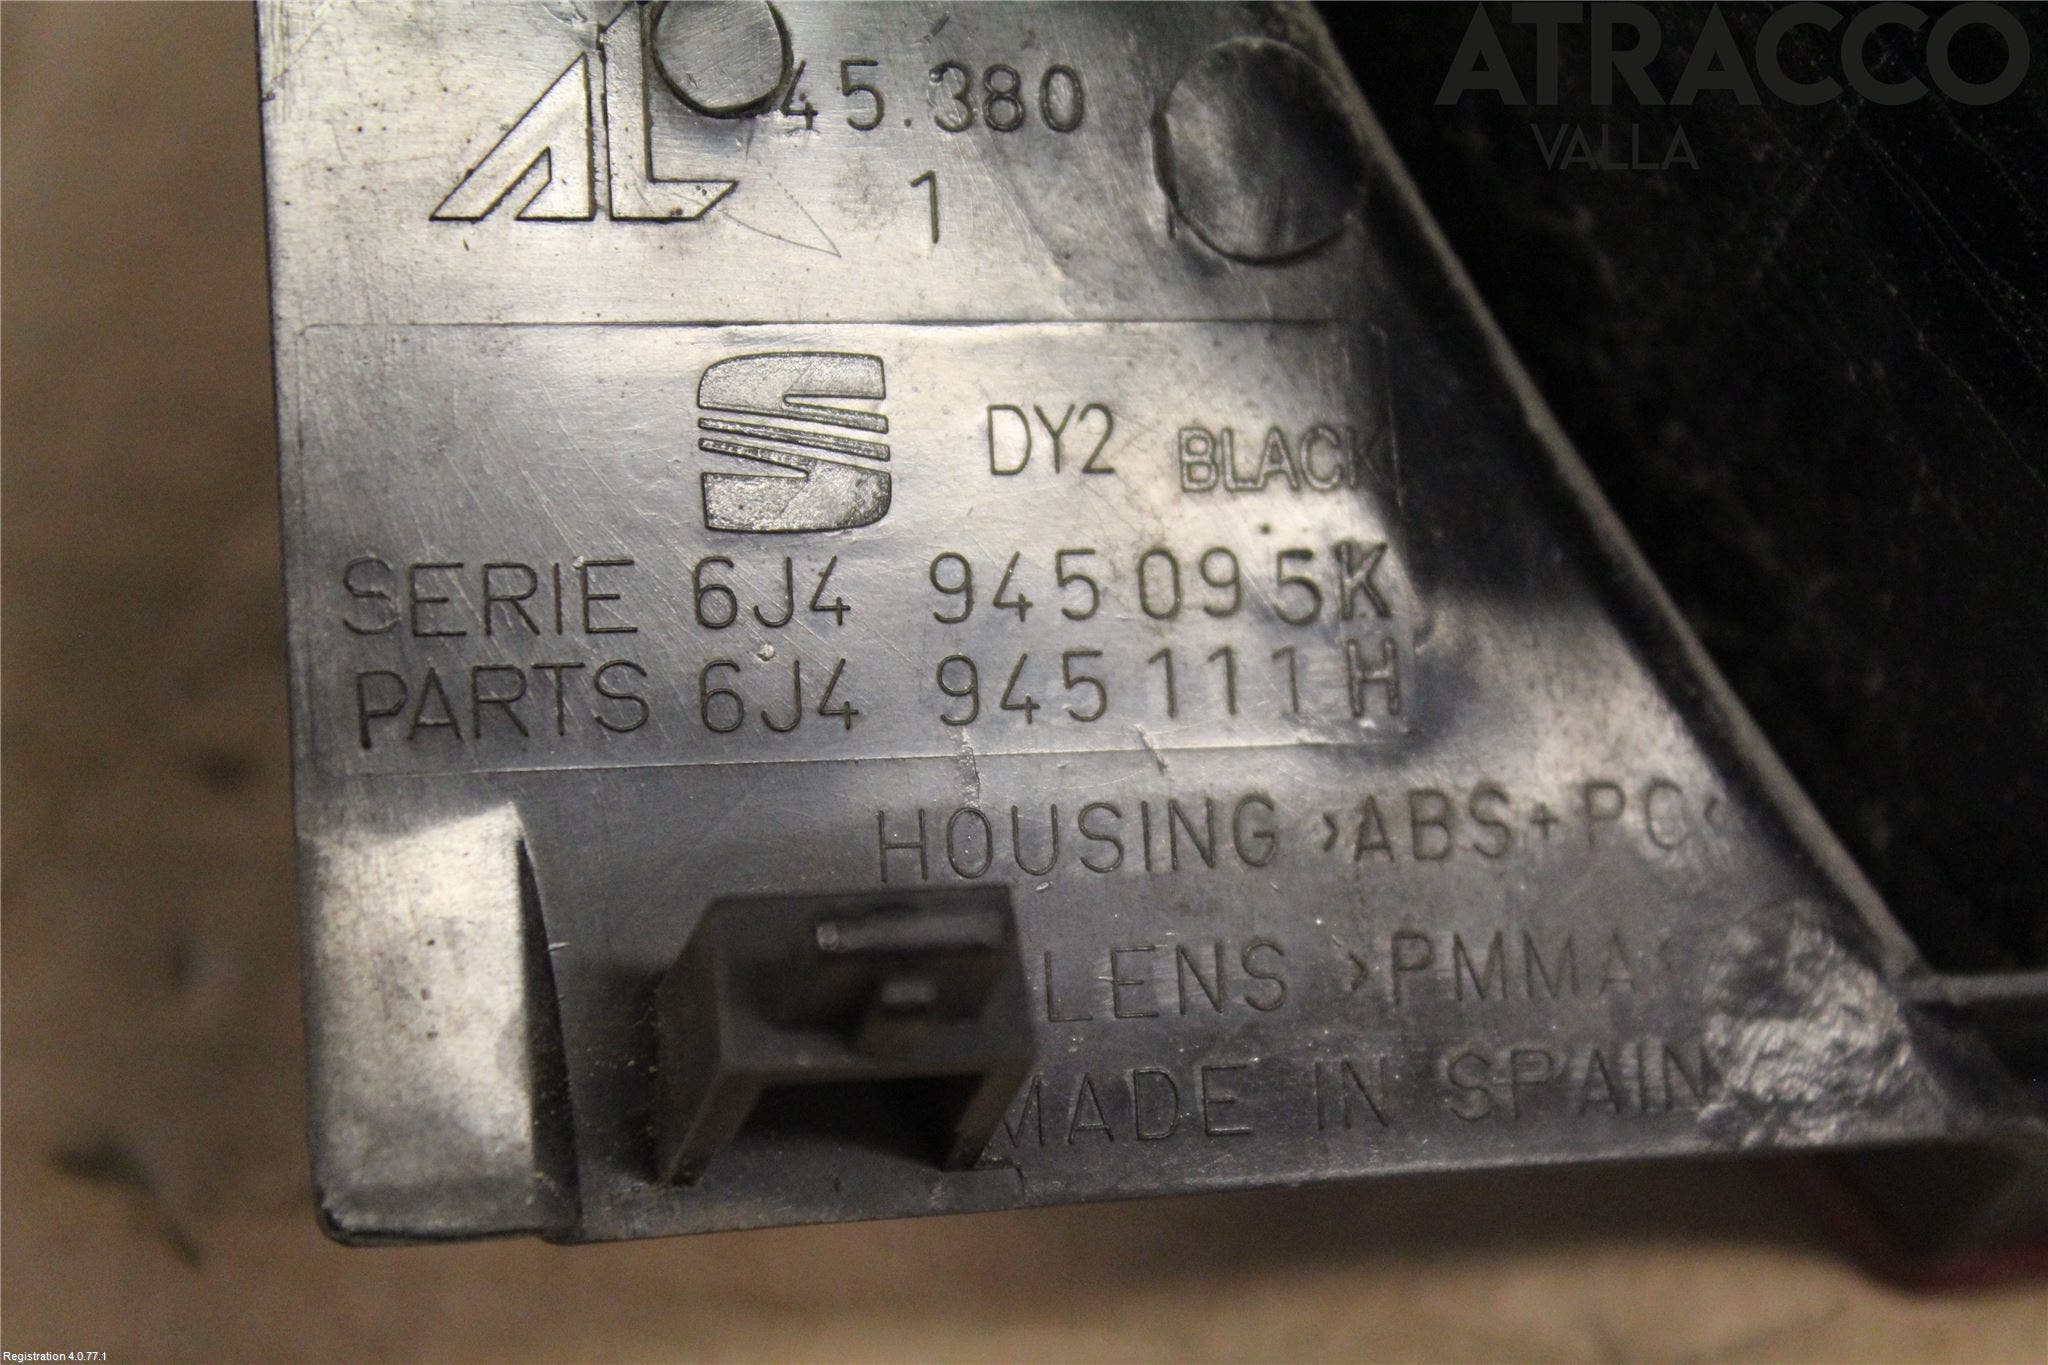 ATRACCO
VALLA
AL 45.380
1
DY2 BLACK
SERIE 6J4 945 095 K
PARTS 6J4 945 111 H
HOUSING >ABS+PC<
LENS >PMMA<
MADE IN SPAIN
Registration 4.0.77.1